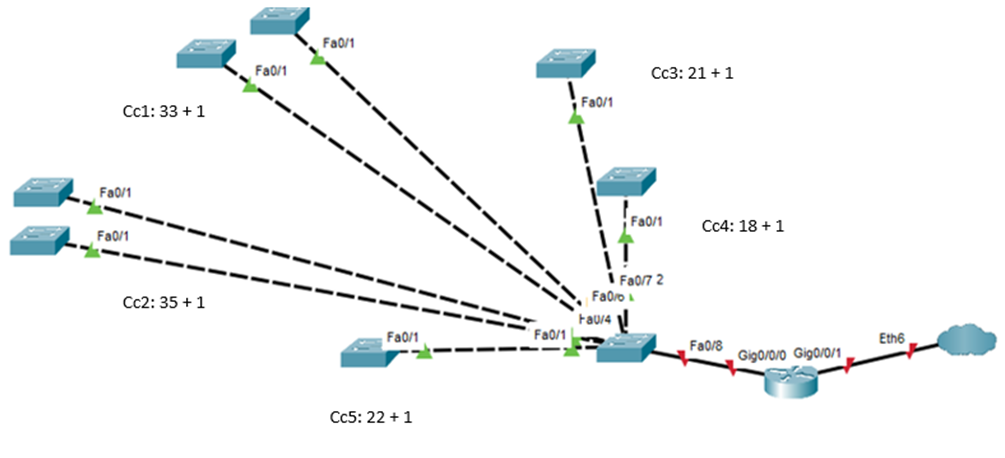 Fa0/1
Fa0/1
Cc3: 21 + 1
Fa0/1
Cc1: 33 + 1
Fa0/1
Fa0/1
Cc4: 18 + 1
Fa0/1
Fa0/7 2
Cc2: 35 + 1
Fa0/4
Fa0/1
Fa0/1
Fa0/8
Gig0/0/0
Gig0/0/1
Eth6
Cc5: 22 + 1